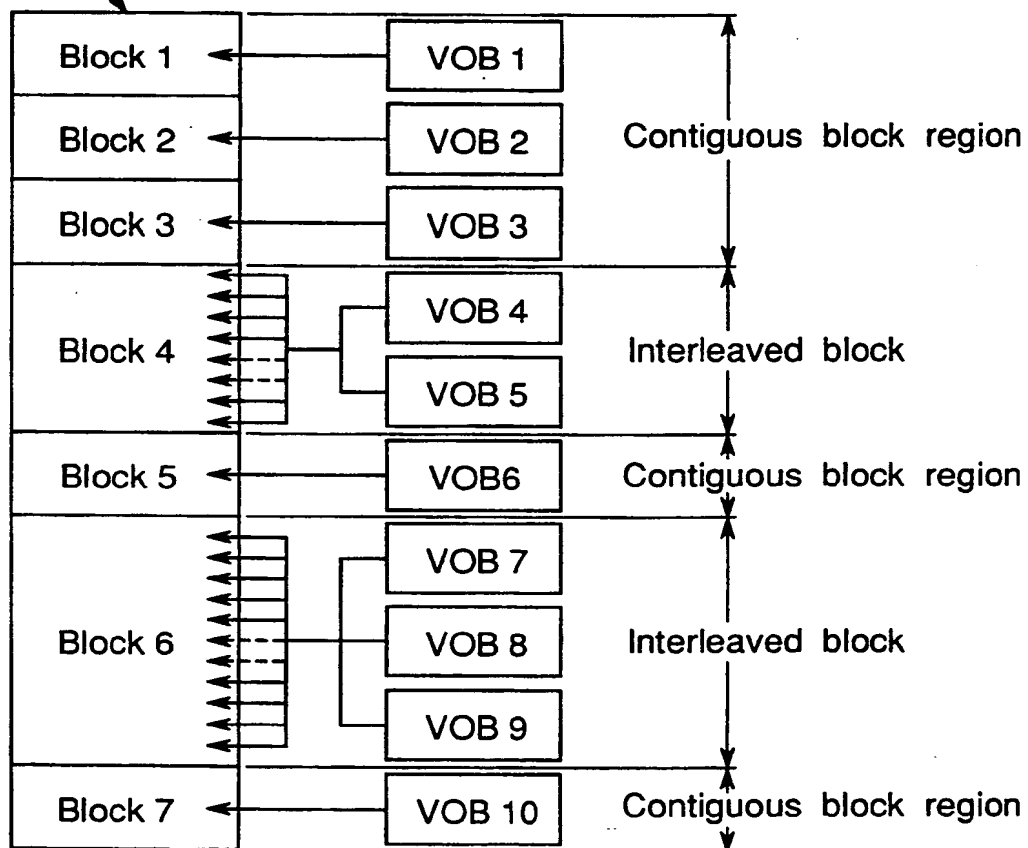 Block 1
VOB 1
Block 2
VOB 2
Contiguous block region
Block 3
VOB 3
VOB 4
Block 4
Interleaved block
VOB 5
Block 5
VOB6
Contiguous block region
VOB 7
Block 6
VOB 8
Interleaved block
VOB 9
Block 7
VOB 10
Contiguous block region